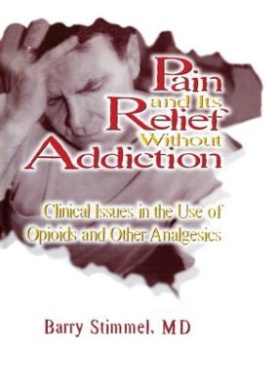 Pain
and Its
Relief
Without
Addiction
Clinical Issues in the Use of
Opioids and Other Analgesics
Barry Stimmel, MD